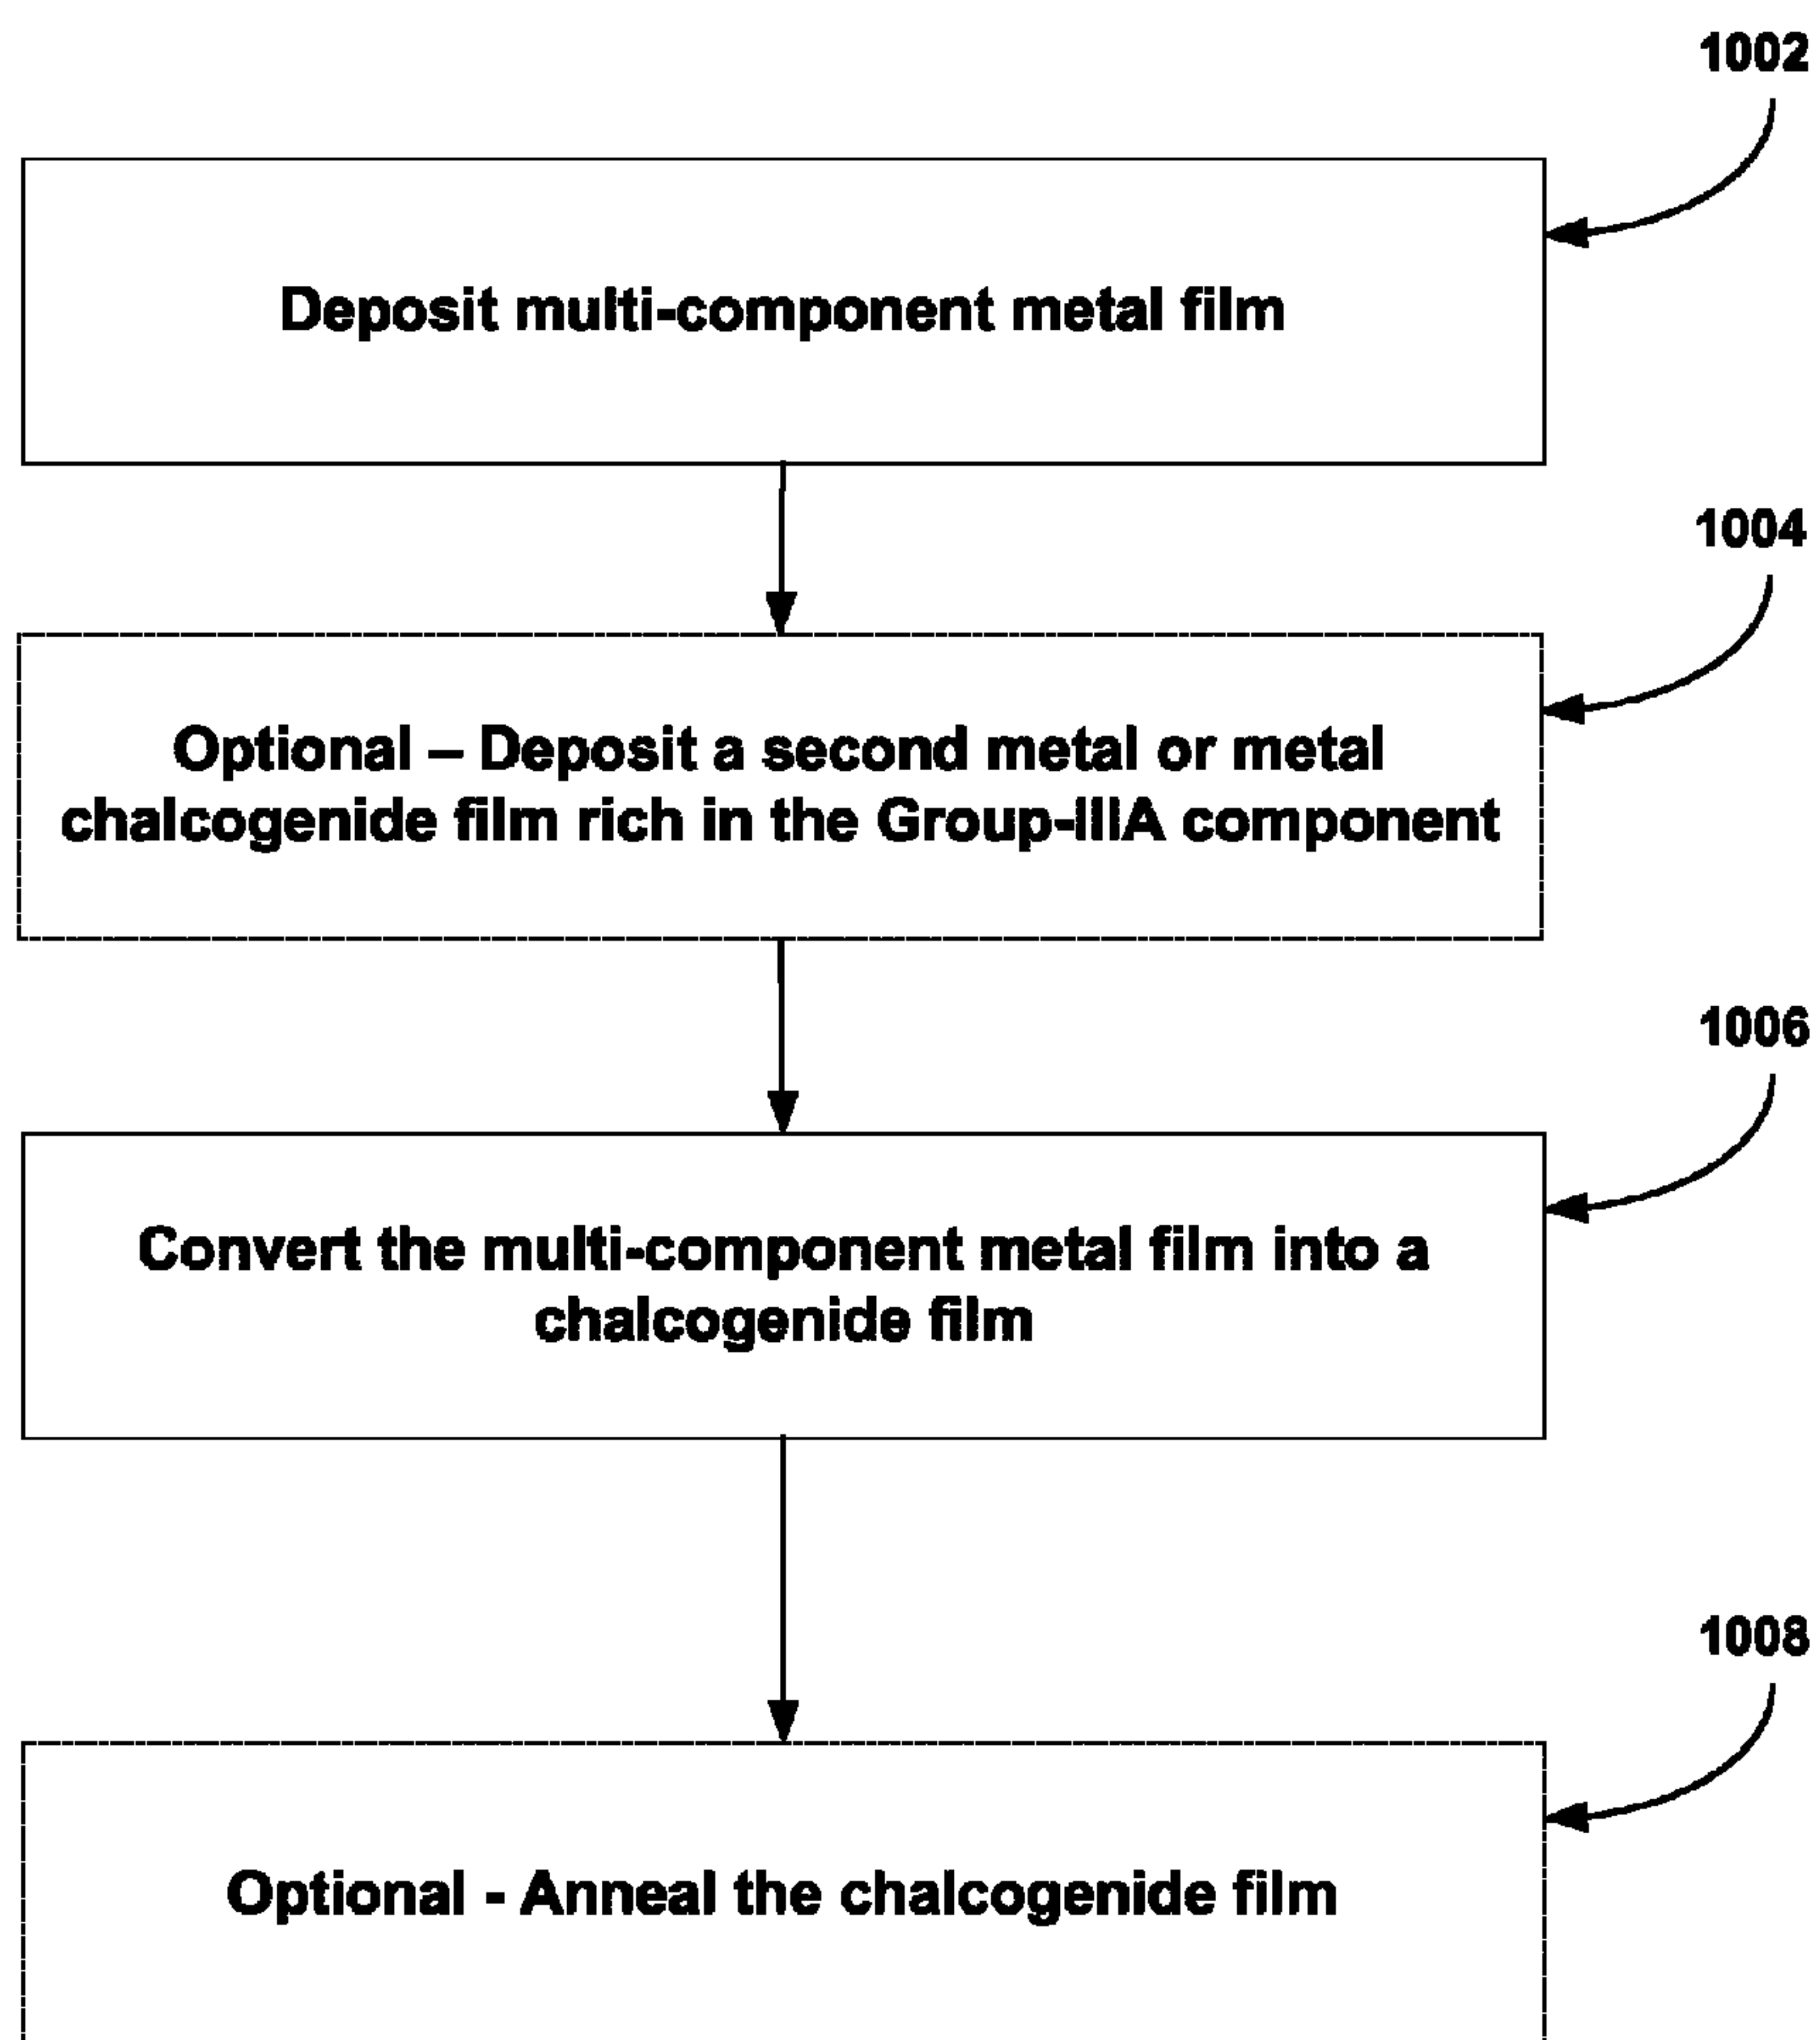 1002
Deposit multi-component metal film
1004
Optional – Deposit a second metal or metal
chalcogenide film rich in the Group-IIIA component
1006
Convert the multi-component metal film into a
chalcogenide film
1008
Optional - Anneal the chalcogenide film